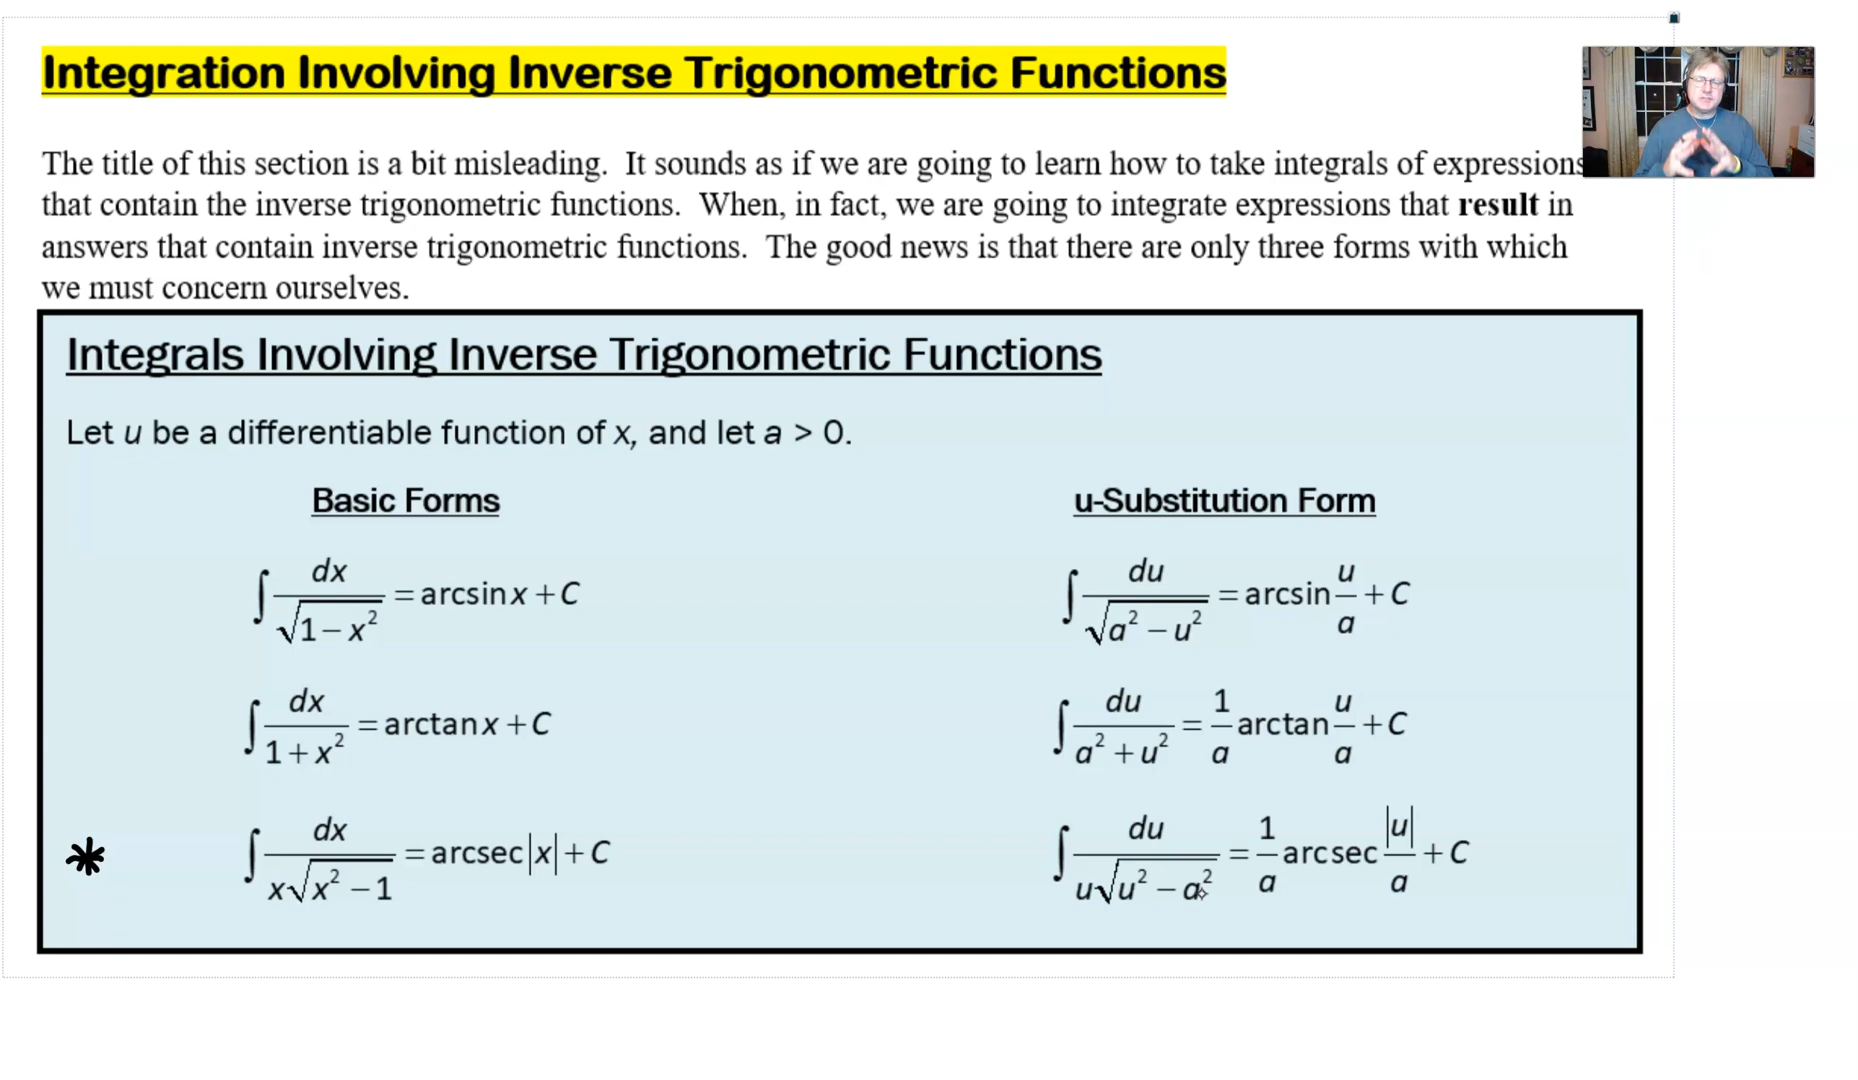 Integration Involving Inverse Trigonometric Functions
The title of this section is a bit misleading. It sounds as if we are going to learn how to take integrals of expressions
that contain the inverse trigonometric functions. When, in fact, we are going to integrate expressions that result in
answers that contain inverse trigonometric functions. The good news is that there are only three forms with which
we must concern ourselves.
Integrals Involving Inverse Trigonometric Functions
Let u be a differentiable function of x, and let a > 0.
Basic Forms
u-Substitution Form
∫ dx/√(1−x²) = arcsin x + C
∫ du/√(a²−u²) = arcsin u/a + C
∫ dx/(1+x²) = arctan x + C
∫ du/(a²+u²) = 1/a arctan u/a + C
* ∫ dx/(x√(x²−1)) = arcsec|x| + C
∫ du/(u√(u²−a²)) = 1/a arcsec |u|/a + C